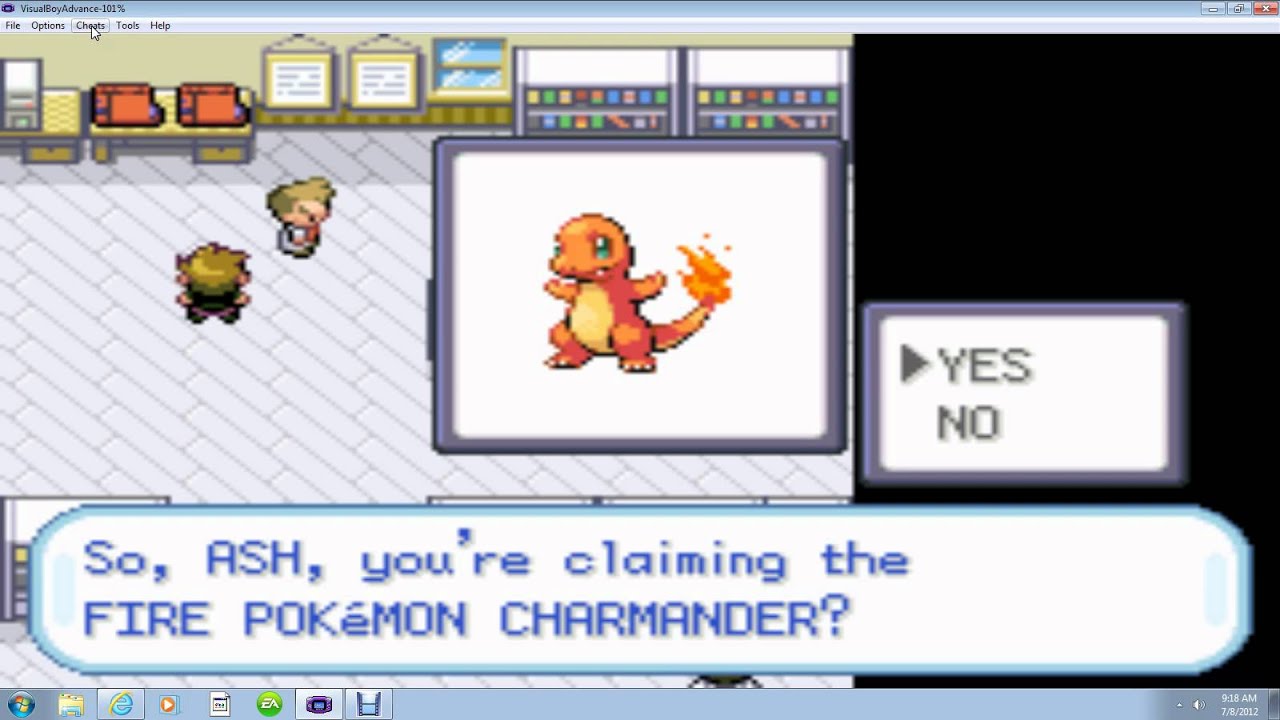 VisualBoyAdvance-101%
File Options Cheats Tools Help
YES
NO
So, ASH, you're claiming the
FIRE POKéMON CHARMANDER?
EA
9:18 AM
7/8/2012